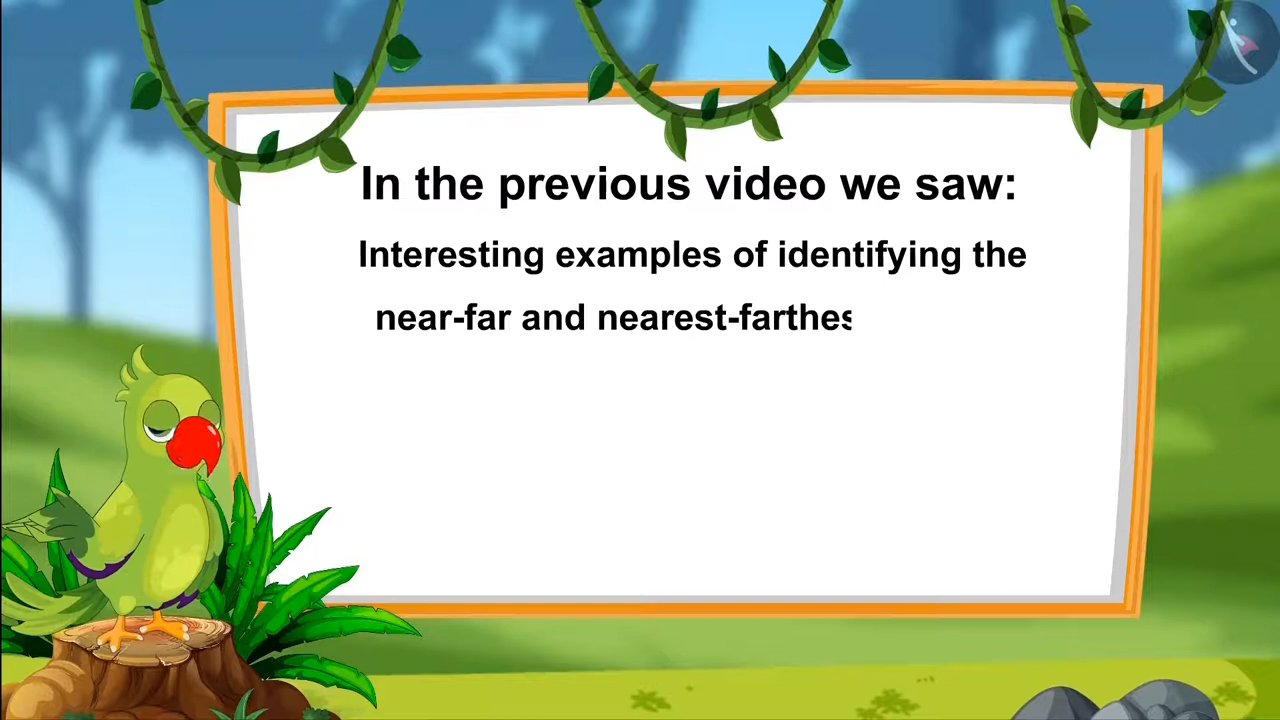 In the previous video we saw:
Interesting examples of identifying the
near-far and nearest-farthes